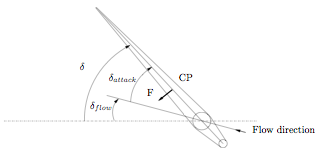 δ
δattack
CP
F
δflow
Flow direction